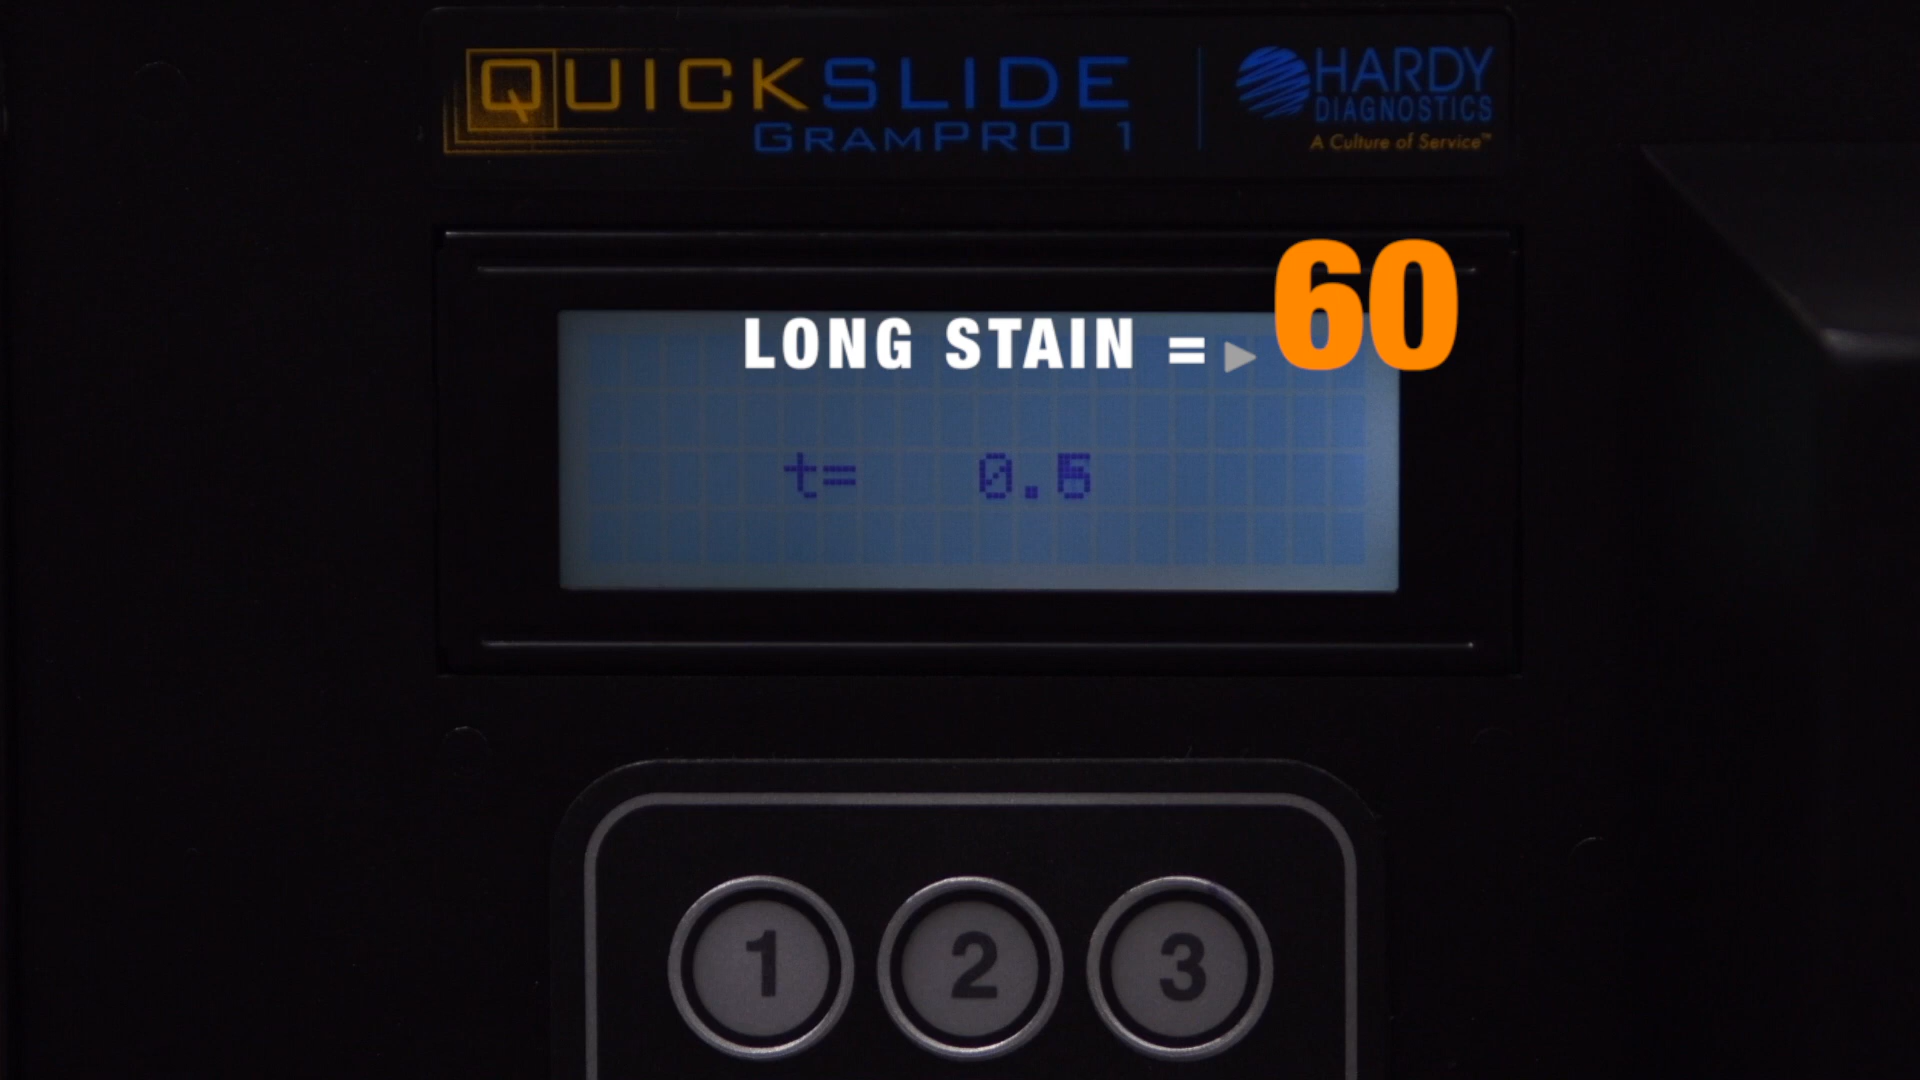 QUICKSLIDE
GRAMPRO 1
HARDY
DIAGNOSTICS
A Culture of Service™
LONG STAIN = ▶ 60
t= 0.5
1 2 3